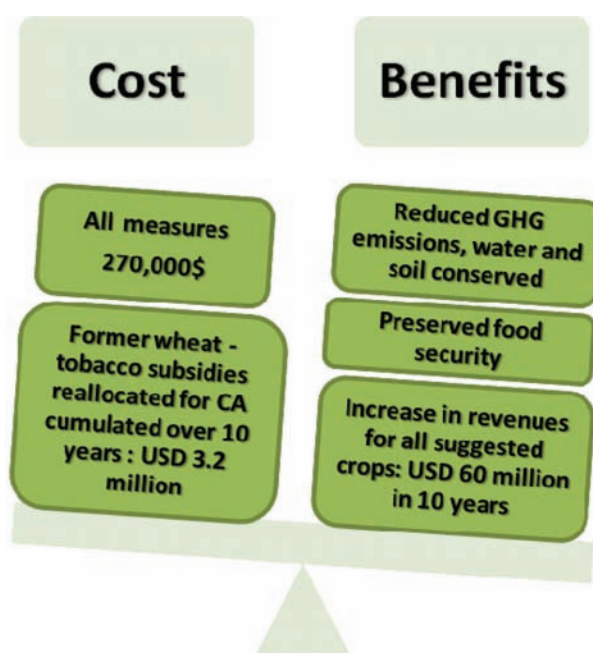 Cost
All measures
270,000$
Former wheat -
tobacco subsidies
reallocated for CA
cumulated over 10
years : USD 3.2
million
Benefits
Reduced GHG
emissions, water and
soil conserved
Preserved food
security
Increase in revenues
for all suggested
crops: USD 60 million
in 10 years